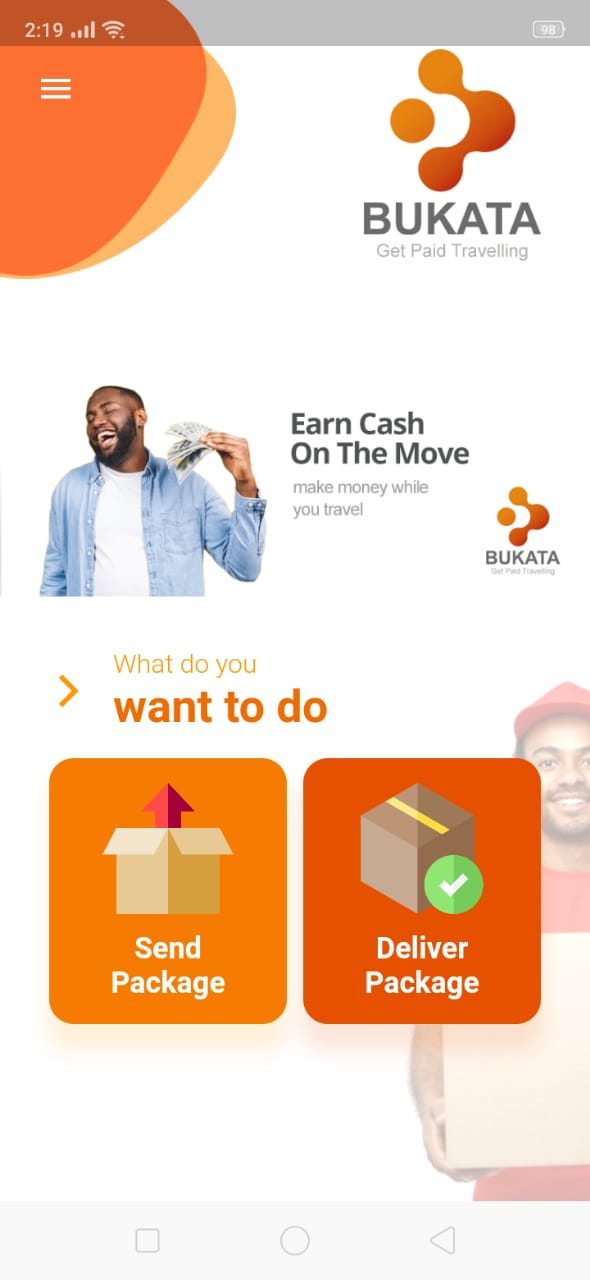 2:19
98
BUKATA
Get Paid Travelling
Earn Cash
On The Move
make money while
you travel
BUKATA
Get Paid Travelling
What do you
want to do
Send
Package
Deliver
Package